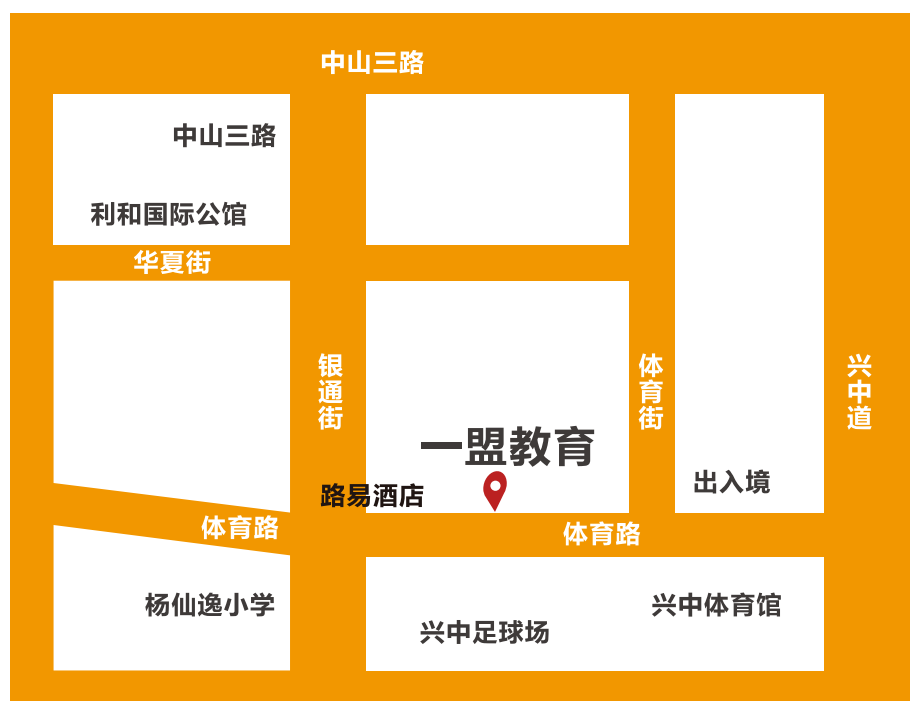 中山三路
中山三路
利和国际公馆
华夏街
银通街
体育街
兴中道
一盟教育
出入境
路易酒店
体育路
体育路
杨仙逸小学
兴中体育馆
兴中足球场